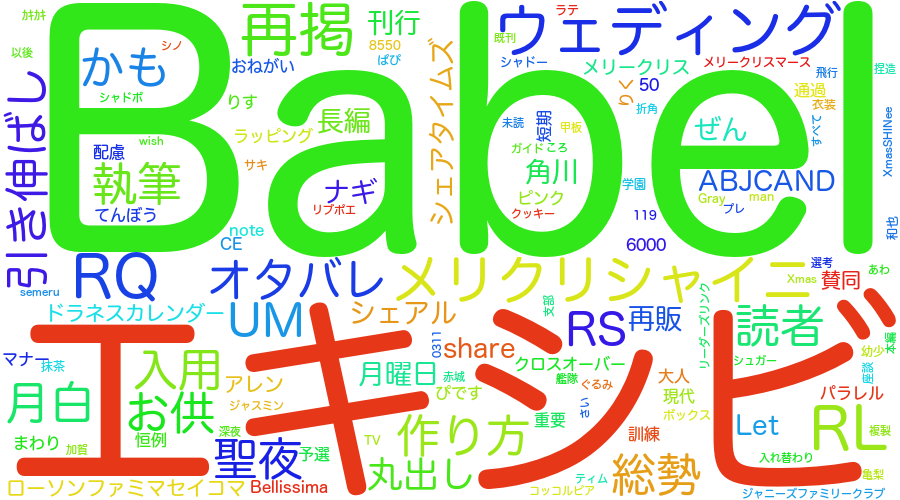 Babel
エキシビ
再掲
刊行
ウェディング
ラテ
8550
ぱぴ
既刊
シャドー
メリークリス
メリークリスマース
飛行
捏造
以後
かも
シノ
おねがい
シャドポ
りす
長編
ラッピング
wish
配慮
サキ
執筆
てんぼう
ナギ
リプポエ
引き伸ばし
シェアタイムズ
未読
短期
甲板
ガイド
ころ
角川
ピンク
クッキー
りく
50
折角
ぜん
通過
衣装
すべて
XmasSHINee
学園
ABJCAND
Gray
man
プレ
119
6000
和也
note
CE
RQ
semeru
オタバレ
メリクリシャイニ
選考
Xmas
賛同
あわ
ドラネスカレンダー
UM
シェアル
支部
RS
再販
リーダーズリンク
読者
本編
マナー
抹茶
入用
0311
share
クロスオーバー
シュガー
幼少
座談
月白
お供
アレン
月曜日
赤城
艦隊
ぐるみ
大人
現代
ボックス
パラレル
ジャスミン
ぴです
さい
重要
Let
RL
複製
まわり
加賀
恒例
深夜
聖夜
予選
TV
作り方
訓練
入れ替わり
ローソンファミマセイコマ
Bellissima
丸出し
ティム
コッコルピア
総勢
亀梨
ジャニーズファミリークラブ